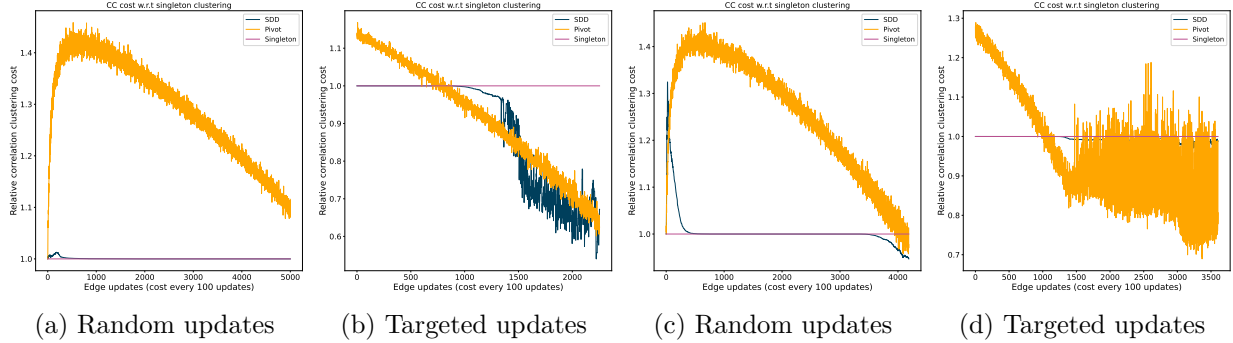 CC cost w.r.t singleton clustering
SDD
Pivot
Singleton
1.4
1.3
1.2
1.1
1.0
Relative correlation clustering cost
0 1000 2000 3000 4000 5000
Edge updates (cost every 100 updates)
(a) Random updates
CC cost w.r.t singleton clustering
SDD
Pivot
Singleton
1.1
1.0
0.9
0.8
0.7
0.6
Relative correlation clustering cost
0 500 1000 1500 2000
Edge updates (cost every 100 updates)
(b) Targeted updates
CC cost w.r.t singleton clustering
SDD
Pivot
Singleton
1.4
1.3
1.2
1.1
1.0
Relative correlation clustering cost
0 1000 2000 3000 4000
Edge updates (cost every 100 updates)
(c) Random updates
CC cost w.r.t singleton clustering
SDD
Pivot
Singleton
1.3
1.2
1.1
1.0
0.9
0.8
0.7
Relative correlation clustering cost
0 500 1000 1500 2000 2500 3000 3500
Edge updates (cost every 100 updates)
(d) Targeted updates